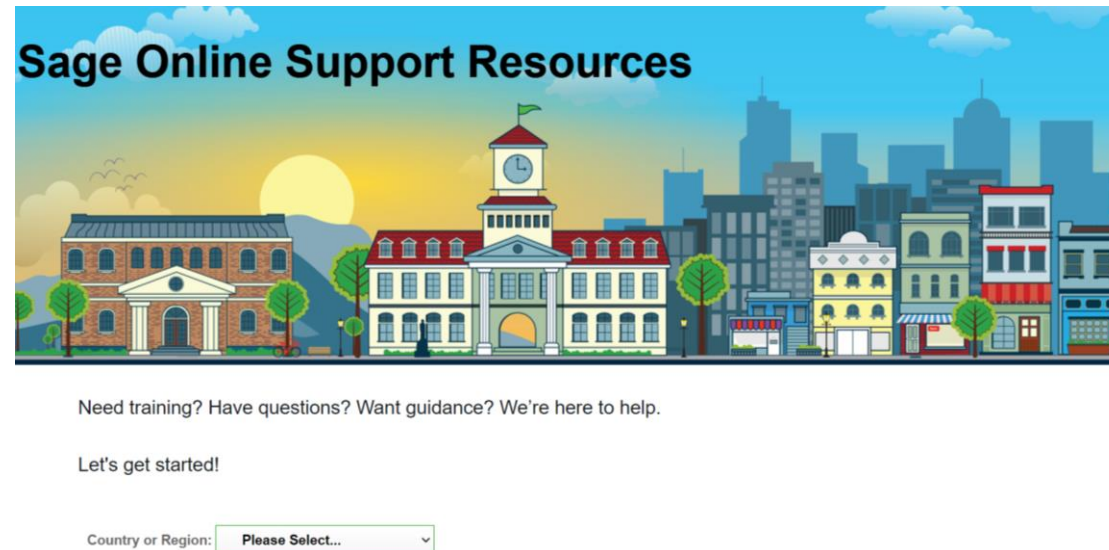 Sage Online Support Resources
Need training? Have questions? Want guidance? We’re here to help.
Let's get started!
Country or Region: Please Select...